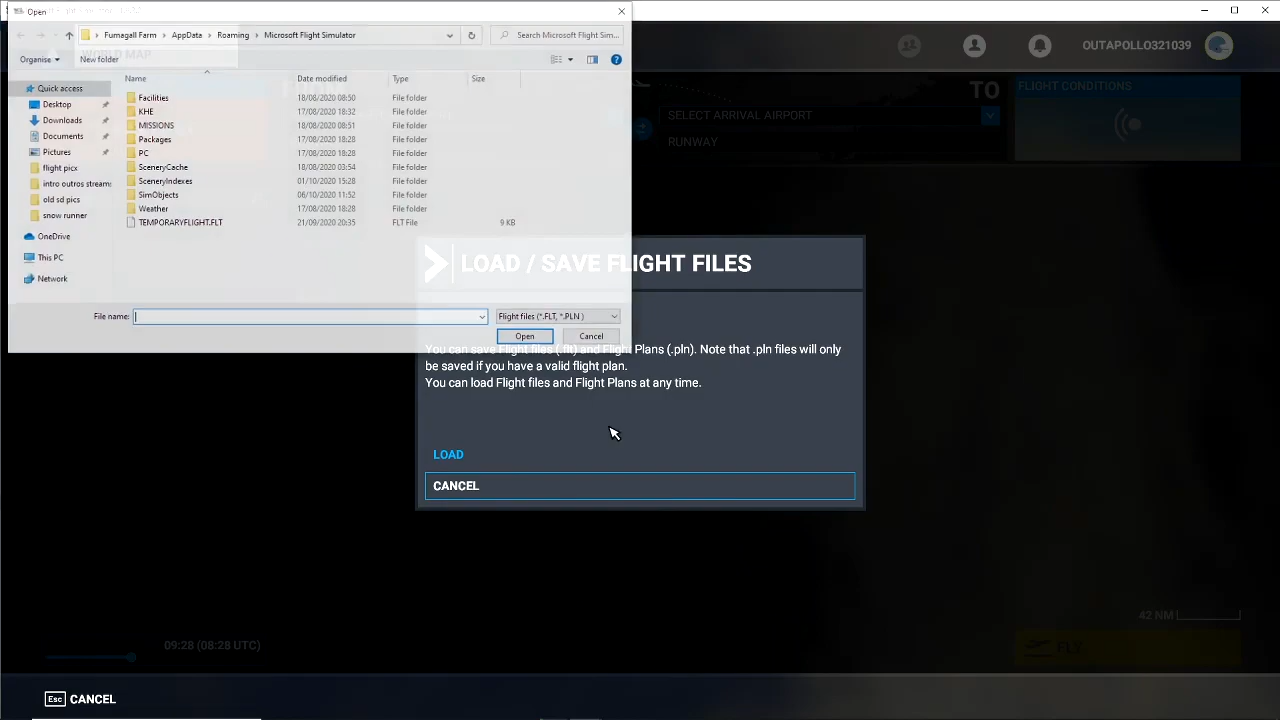 Open
Fumagall Farm > AppData > Roaming > Microsoft Flight Simulator
Search Microsoft Flight Sim...
Organise
New folder
WORLD MAP
Name
Date modified
Type
Size
Quick access
Desktop
Downloads
Documents
Pictures
flight picx
intro outros stream:
old sd pics
snow runner
OneDrive
This PC
Network
Facilities 18/08/2020 08:50 File folder
KHE 17/08/2020 18:32 File folder
MISSIONS 18/08/2020 08:51 File folder
Packages 17/08/2020 18:28 File folder
PC 17/08/2020 18:28 File folder
SceneryCache 18/08/2020 03:54 File folder
SceneryIndexes 01/10/2020 15:28 File folder
SimObjects 06/10/2020 11:52 File folder
Weather 17/08/2020 18:28 File folder
TEMPORARYFLIGHT.FLT 21/09/2020 20:35 FLT File 9 KB
File name:
Flight files (*.FLT, *.PLN )
Open
Cancel
OUTAPOLLO321039
TO
SELECT ARRIVAL AIRPORT
RUNWAY
FLIGHT CONDITIONS
LOAD / SAVE FLIGHT FILES
You can save Flight files (.flt) and Flight Plans (.pln). Note that .pln files will only
be saved if you have a valid flight plan.
You can load Flight files and Flight Plans at any time.
LOAD
CANCEL
42 NM
09:28 (08:28 UTC)
FLY
Esc CANCEL